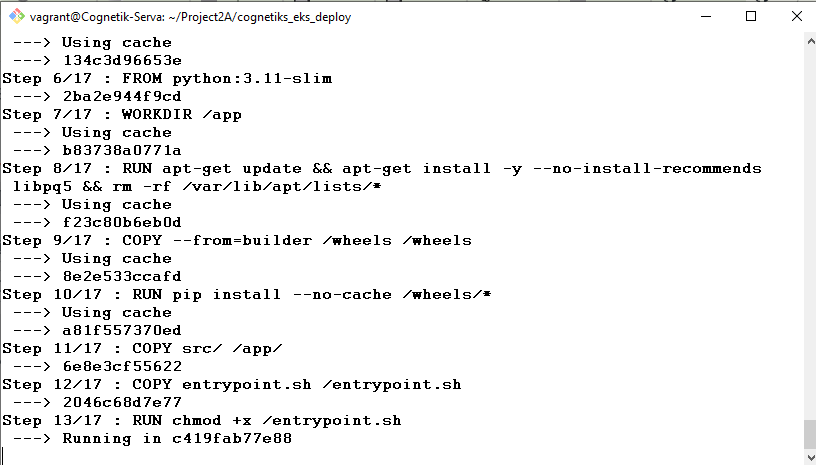 vagrant@Cognetik-Serva: ~/Project2A/cognetiks_eks_deploy
---> Using cache
---> 134c3d96653e
Step 6/17 : FROM python:3.11-slim
---> 2ba2e944f9cd
Step 7/17 : WORKDIR /app
---> Using cache
---> b83738a0771a
Step 8/17 : RUN apt-get update && apt-get install -y --no-install-recommends
libpq5 && rm -rf /var/lib/apt/lists/*
---> Using cache
---> f23c80b6eb0d
Step 9/17 : COPY --from=builder /wheels /wheels
---> Using cache
---> 8e2e533ccafd
Step 10/17 : RUN pip install --no-cache /wheels/*
---> Using cache
---> a81f557370ed
Step 11/17 : COPY src/ /app/
---> 6e8e3cf55622
Step 12/17 : COPY entrypoint.sh /entrypoint.sh
---> 2046c68d7e77
Step 13/17 : RUN chmod +x /entrypoint.sh
---> Running in c419fab77e88